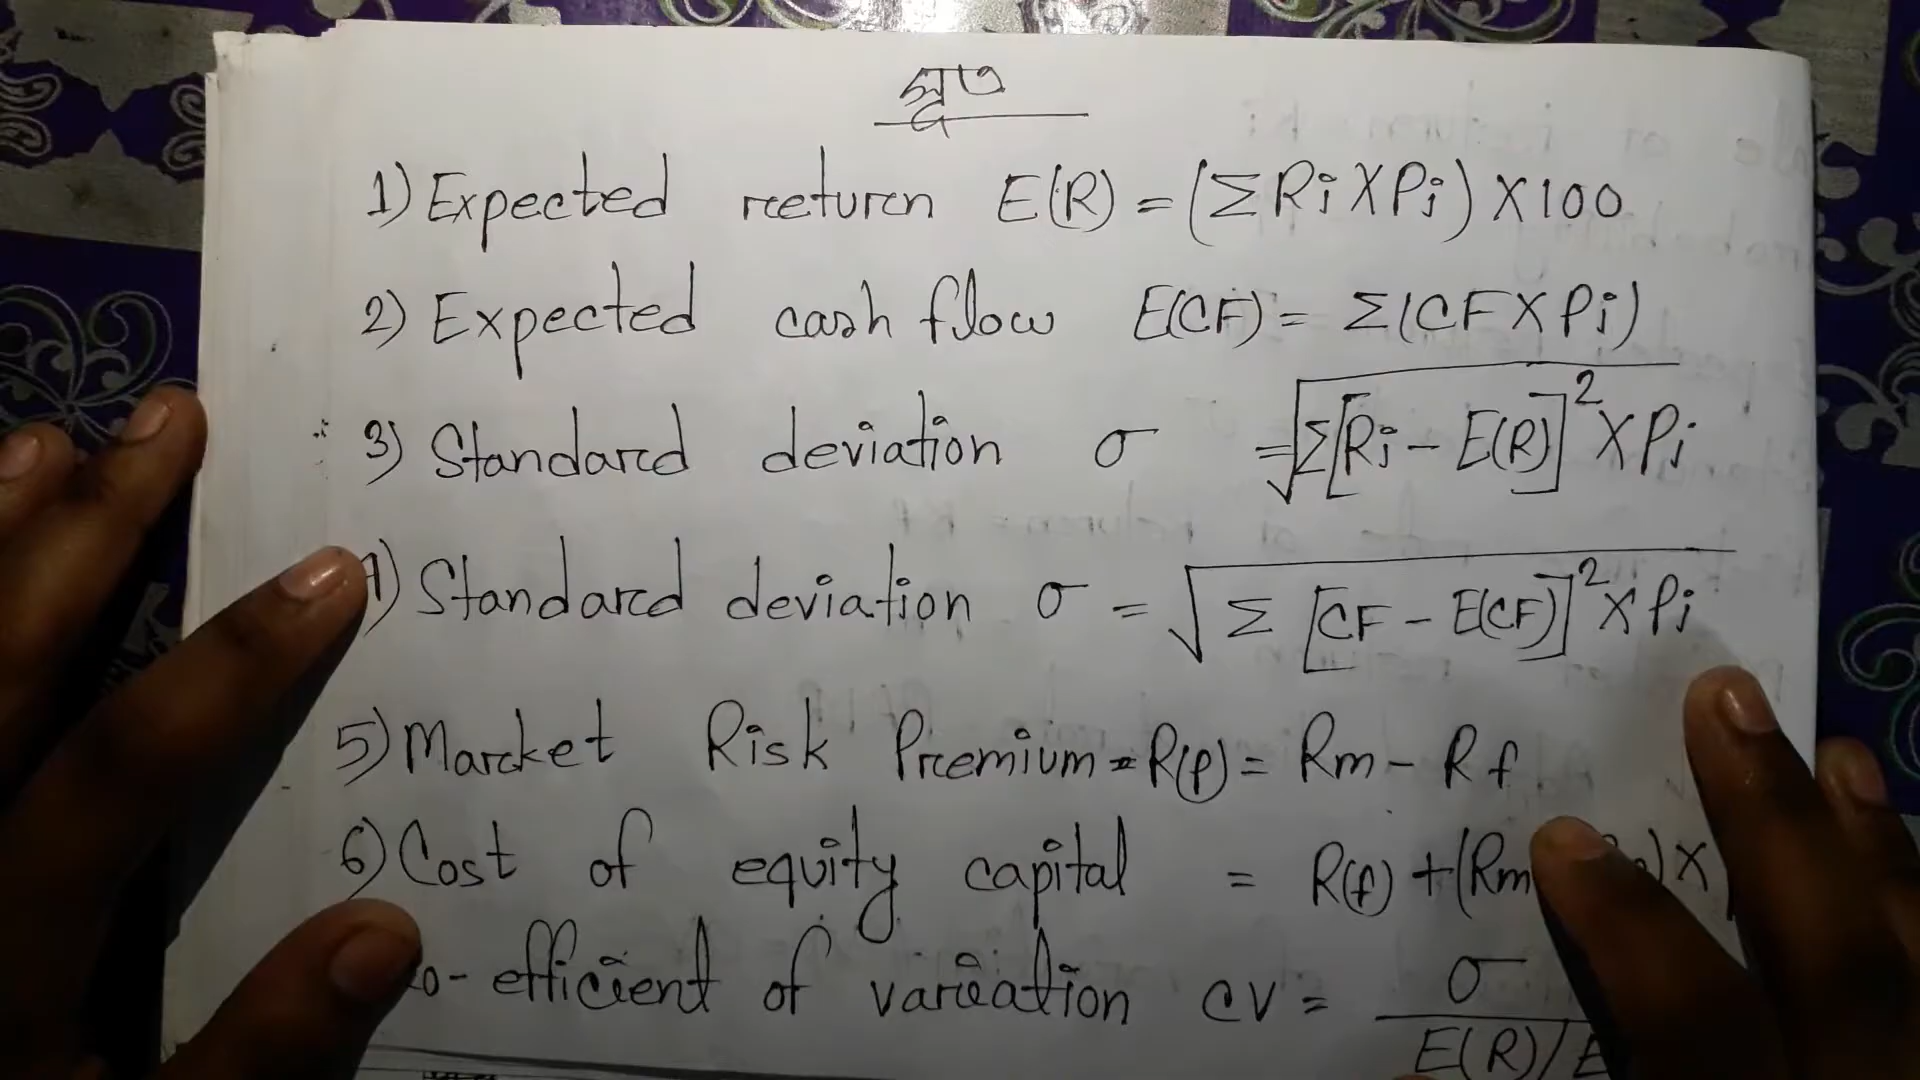 সূত্র
1) Expected return E(R) = (ΣRi X Pi) X 100
2) Expected cash flow E(CF) = Σ(CF X Pi)
3) Standard deviation σ = √Σ[Ri - E(R)]² X Pi
4) Standard deviation σ = √Σ [CF - E(CF)]² X Pi
5) Market Risk Premium = R(p) = Rm - Rf
6) Cost of equity capital = R(f) + (Rm ) X
co-efficient of variation CV = σ
E(R)/E